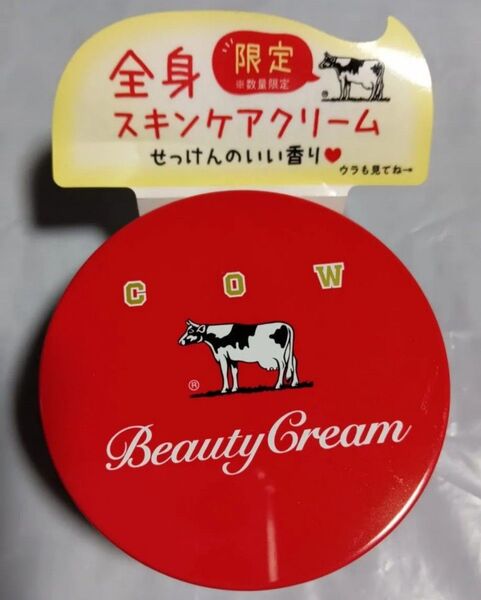 全身
限定
※数量限定
®
スキンケアクリーム
せっけんのいい香り♥
ウラも見てね→
COW
®
Beauty Cream